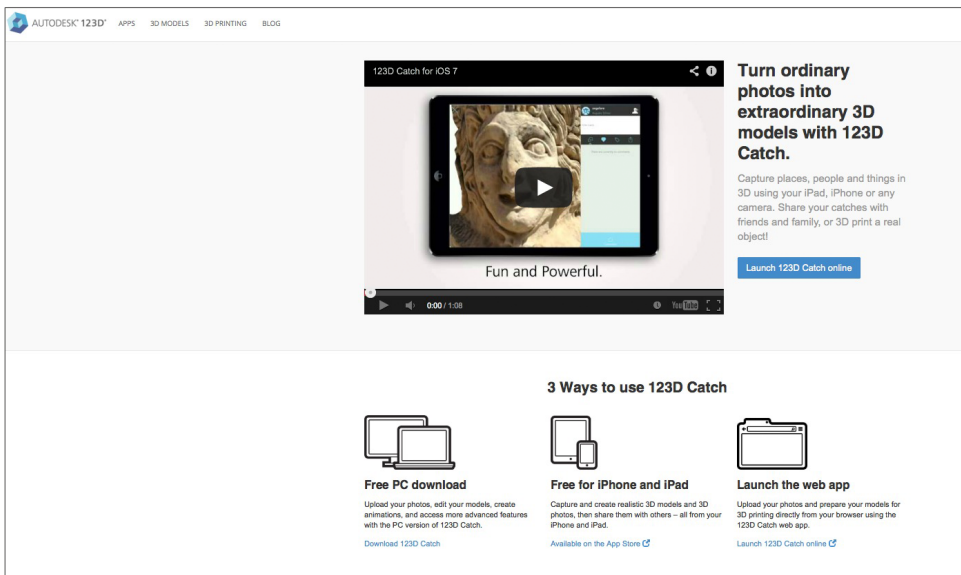 AUTODESK® 123D® APPS 3D MODELS 3D PRINTING BLOG
123D Catch for iOS 7
Fun and Powerful.
0:00 / 1:08
YouTube
Turn ordinary
photos into
extraordinary 3D
models with 123D
Catch.
Capture places, people and things in
3D using your iPad, iPhone or any
camera. Share your catches with
friends and family, or 3D print a real
object!
Launch 123D Catch online
3 Ways to use 123D Catch
Free PC download
Upload your photos, edit your models, create
animations, and access more advanced features
with the PC version of 123D Catch.
Download 123D Catch
Free for iPhone and iPad
Capture and create realistic 3D models and 3D
photos, then share them with others – all from your
iPhone and iPad.
Available on the App Store
Launch the web app
Upload your photos and prepare your models for
3D printing directly from your browser using the
123D Catch web app.
Launch 123D Catch online